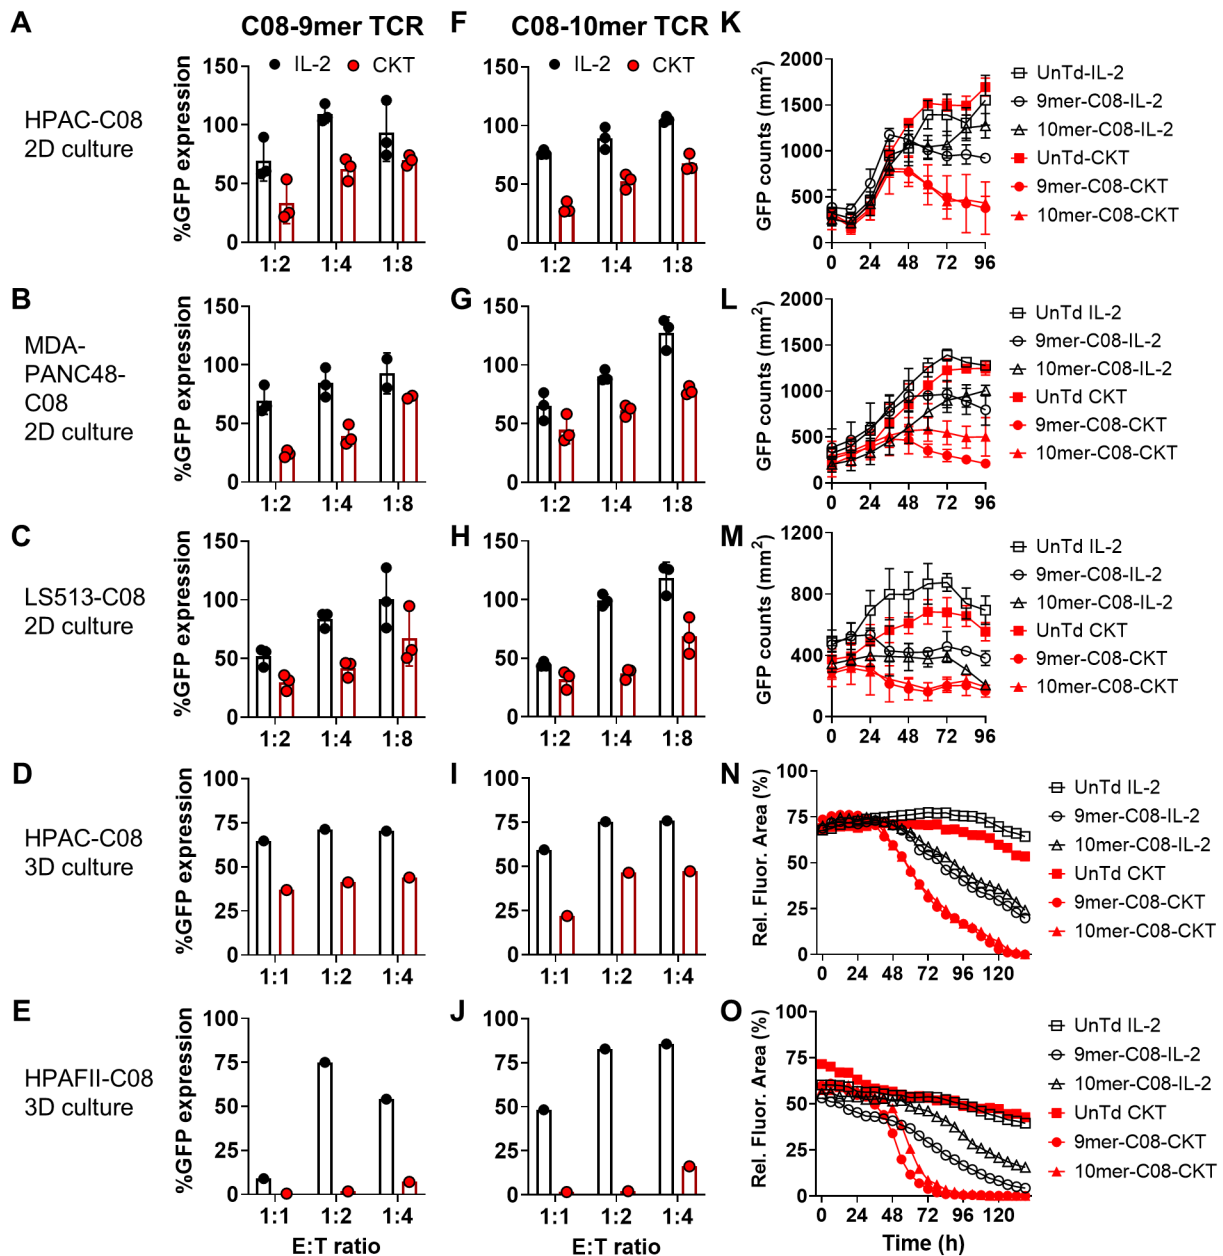 A
C08-9mer TCR
F
C08-10mer TCR
K
IL-2
CKT
IL-2
CKT
HPAC-C08
2D culture
%GFP expression
150
100
50
0
1:2
1:4
1:8
150
100
50
0
1:2
1:4
1:8
GFP counts (mm2)
2000
1500
1000
500
0
0
24
48
72
96
UnTd-IL-2
9mer-C08-IL-2
10mer-C08-IL-2
UnTd-CKT
9mer-C08-CKT
10mer-C08-CKT
B
G
L
MDA-
PANC48-
C08
2D culture
%GFP expression
150
100
50
0
1:2
1:4
1:8
150
100
50
0
1:2
1:4
1:8
GFP counts (mm2)
2000
1500
1000
500
0
0
24
48
72
96
UnTd IL-2
9mer-C08-IL-2
10mer-C08-IL-2
UnTd CKT
9mer-C08-CKT
10mer-C08-CKT
C
H
M
LS513-C08
2D culture
%GFP expression
150
100
50
0
1:2
1:4
1:8
150
100
50
0
1:2
1:4
1:8
GFP counts (mm2)
1200
800
400
0
0
24
48
72
96
UnTd IL-2
9mer-C08-IL-2
10mer-C08-IL-2
UnTd CKT
9mer-C08-CKT
10mer-C08-CKT
D
I
N
HPAC-C08
3D culture
%GFP expression
100
75
50
25
0
1:1
1:2
1:4
100
75
50
25
0
1:1
1:2
1:4
Rel. Fluor. Area (%)
100
75
50
25
0
0
24
48
72
96
120
UnTd IL-2
9mer-C08-IL-2
10mer-C08-IL-2
UnTd CKT
9mer-C08-CKT
10mer-C08-CKT
E
J
O
HPAFII-C08
3D culture
%GFP expression
100
75
50
25
0
1:1
1:2
1:4
E:T ratio
100
75
50
25
0
1:1
1:2
1:4
E:T ratio
Rel. Fluor. Area (%)
100
75
50
25
0
0
24
48
72
96
120
Time (h)
UnTd IL-2
9mer-C08-IL-2
10mer-C08-IL-2
UnTd CKT
9mer-C08-CKT
10mer-C08-CKT